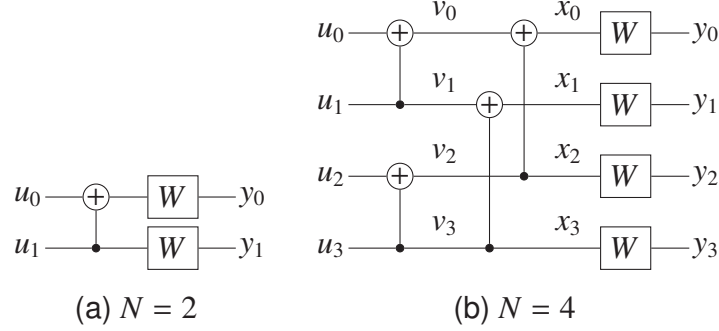 v₀ x₀
u₀ + + W y₀
v₁ x₁
u₁ + W y₁
v₂ x₂
u₂ + W y₂
v₃ x₃
u₃ W y₃
u₀ + W y₀
u₁ W y₁
(a) N = 2
(b) N = 4